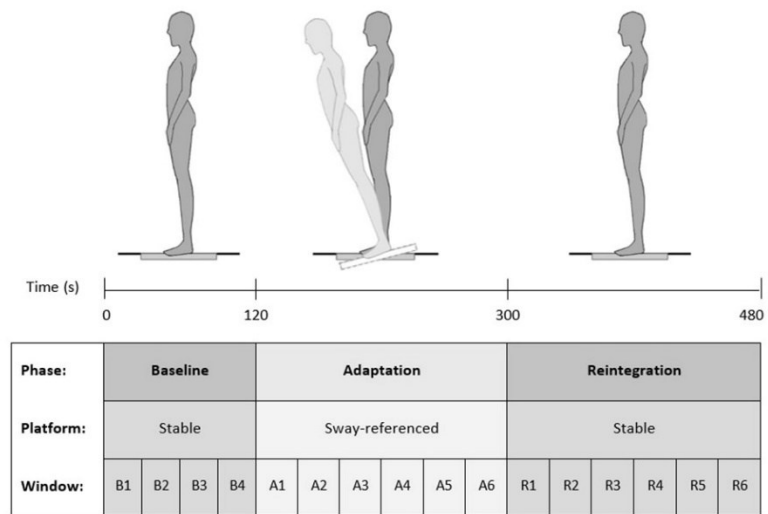 Time (s)
0 120 300 480
Phase: Baseline Adaptation Reintegration
Platform: Stable Sway-referenced Stable
Window: B1 B2 B3 B4 A1 A2 A3 A4 A5 A6 R1 R2 R3 R4 R5 R6